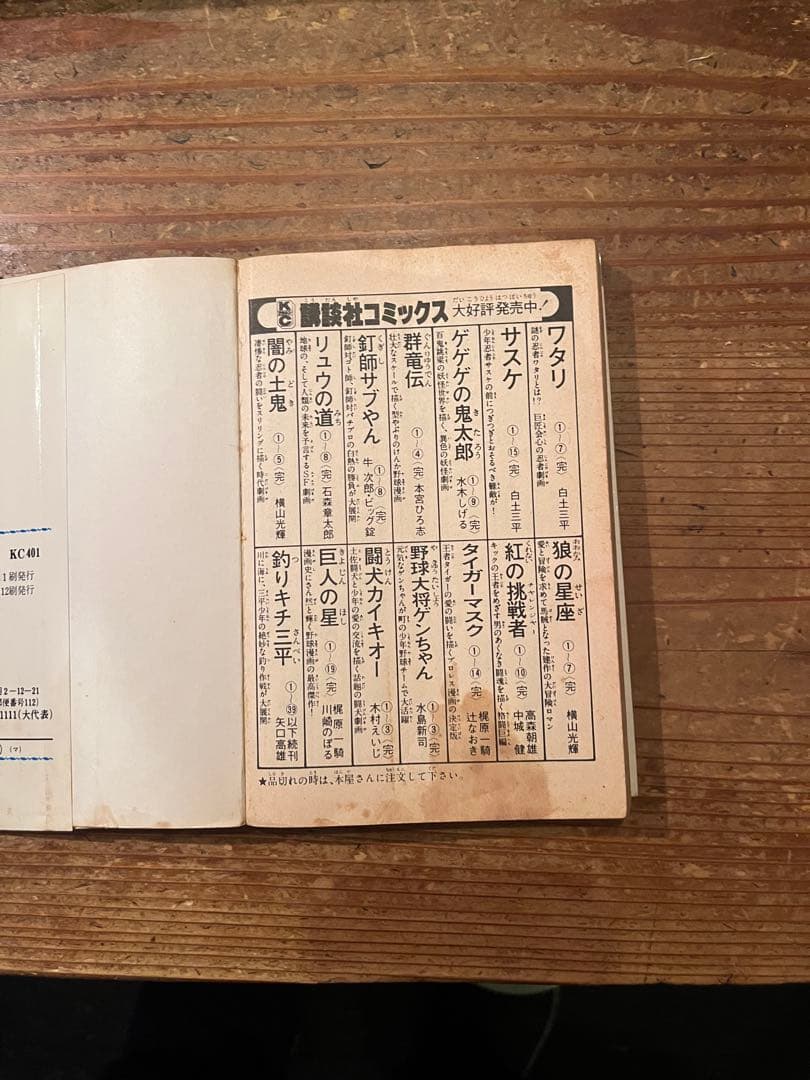 KC 講談社コミックス 大好評発売中!
ワタリ ①~⑦(完) 白土三平
謎の忍者ワタリとは!? 巨匠会心の忍者劇画
サスケ ①~⑮(完) 白土三平
少年忍者サスケの前につぎつぎとおそるべき難敵が!
ゲゲゲの鬼太郎 ①~⑨(完) 水木しげる
百鬼跳梁の妖怪世界を描く、異色の妖怪劇画
群竜伝 ①~④(完) 本宮ひろ志
壮大なスケールで描く型やぶりのけんか野球漫画
釘師サブやん ①~⑧(完) 牛次郎・ビッグ錠
釘師対ゴト師、釘師対パチプロの白熱の勝負が大展開
リュウの道 ①~⑧(完) 石森章太郎
地球の、そして人類の未来を予言するSF劇画
闇の土鬼 ①~⑤(完) 横山光輝
凄惨な忍者の闘いをスリリングに描く時代劇画
狼の星座 ①~⑦(完) 横山光輝
愛と冒険を求めて馬賊となった健作の大冒険ロマン
紅の挑戦者 ①~⑩(完) 高森朝雄 中城健
キックの王者をめざす男のあくなき闘魂を描く格闘巨編
タイガーマスク ①~⑭(完) 梶原一騎 辻なおき
王者タイガーの愛の闘いを描くプロレス漫画の決定版
野球大将ゲンちゃん ①~③(完) 水島新司
元気なゲンちゃんが町の少年野球チームで大活躍
闘犬カイキオー ①~③(完) 木村えいじ
土佐闘犬と少年の愛の交流を描く話題の闘犬劇画
巨人の星 ①~⑲(完) 梶原一騎 川崎のぼる
漫画史にさん然と輝く野球漫画の最高傑作!
釣りキチ三平 ①~㊴以下続刊 矢口高雄
川に海に、三平少年の絶妙な釣り作戦が大展開
★品切れの時は、本屋さんに注文して下さい。
KC401
1刷発行
12刷発行
2-12-21
郵便番号112)
1111(大代表)
(マ)